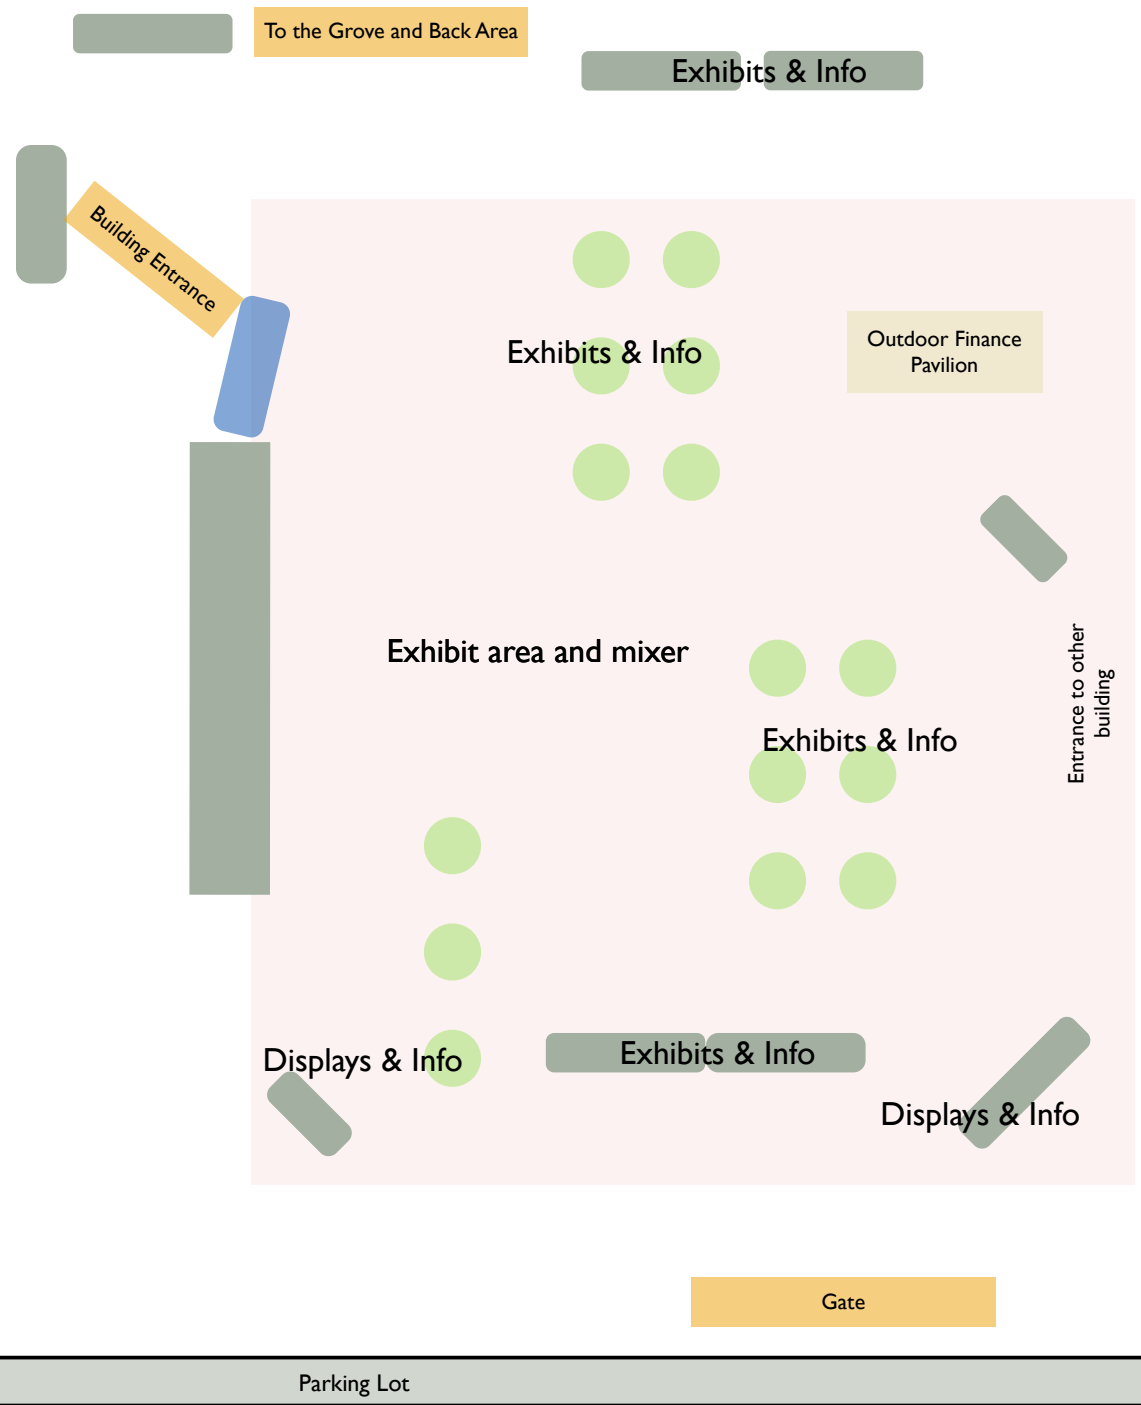 To the Grove and Back Area
Exhibits & Info
Building Entrance
Exhibits & Info
Outdoor Finance
Pavilion
Exhibit area and mixer
Entrance to other
building
Exhibits & Info
Displays & Info
Exhibits & Info
Displays & Info
Gate
Parking Lot